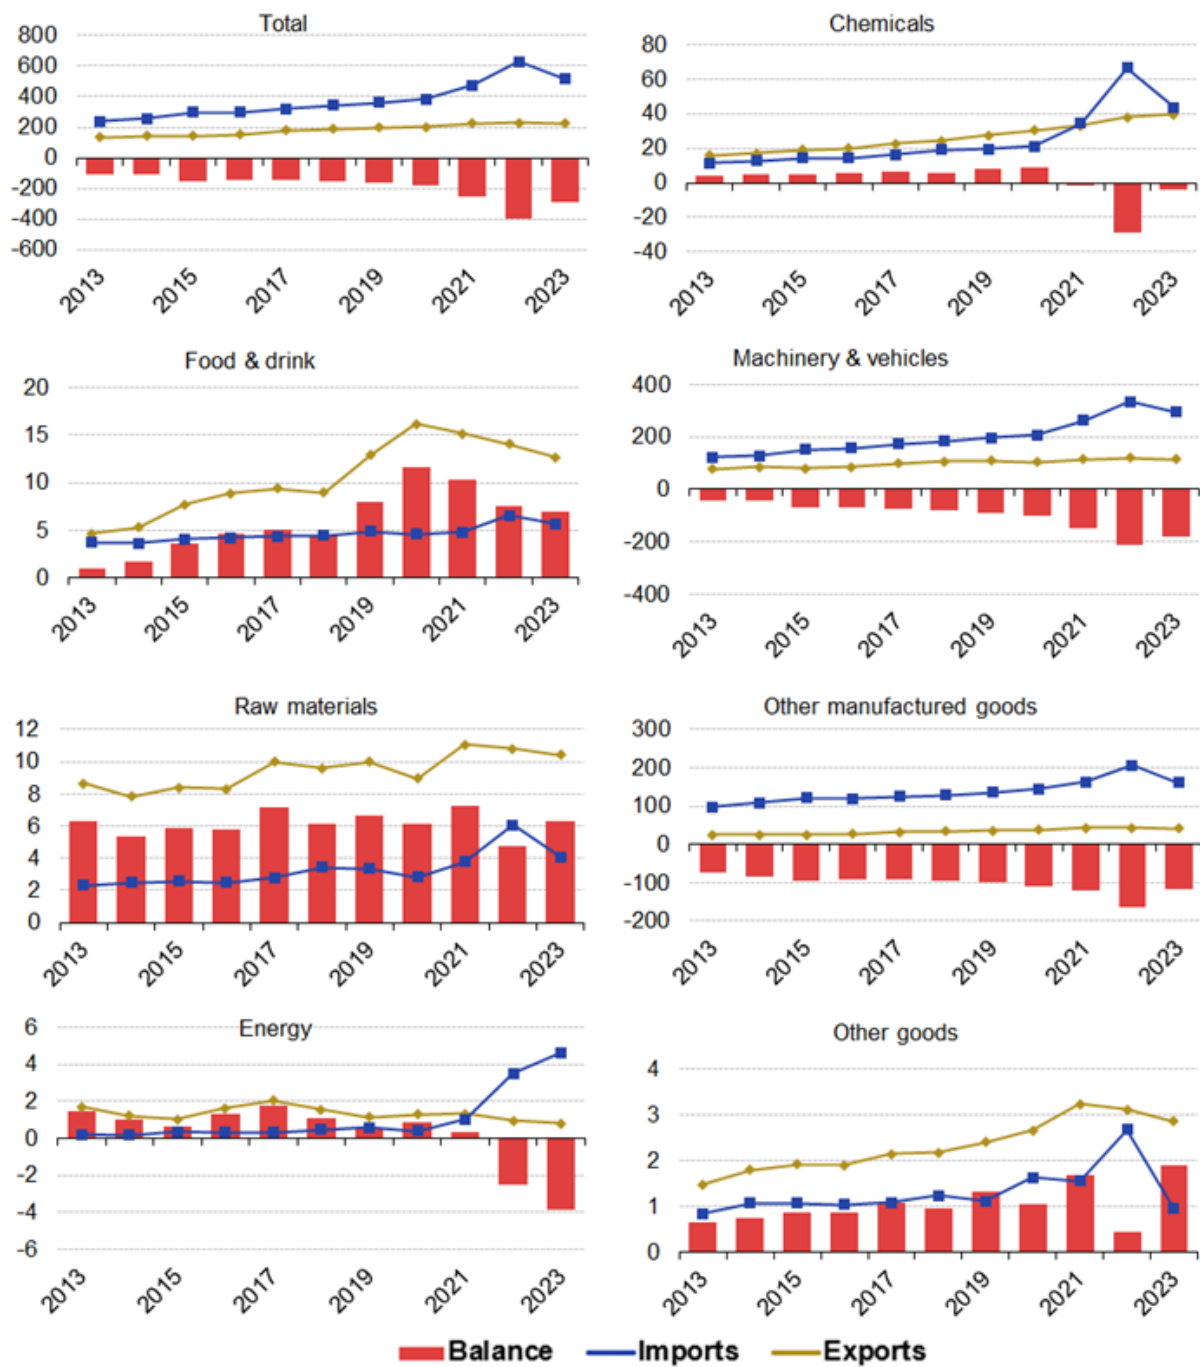 Total
800
600
400
200
0
-200
-400
-600
2013 2015 2017 2019 2021 2023
Chemicals
80
60
40
20
0
-20
-40
2013 2015 2017 2019 2021 2023
Food & drink
20
15
10
5
0
2013 2015 2017 2019 2021 2023
Machinery & vehicles
400
200
0
-200
-400
2013 2015 2017 2019 2021 2023
Raw materials
12
10
8
6
4
2
0
2013 2015 2017 2019 2021 2023
Other manufactured goods
300
200
100
0
-100
-200
2013 2015 2017 2019 2021 2023
Energy
6
4
2
0
-2
-4
-6
2013 2015 2017 2019 2021 2023
Other goods
4
3
2
1
0
2013 2015 2017 2019 2021 2023
Balance Imports Exports